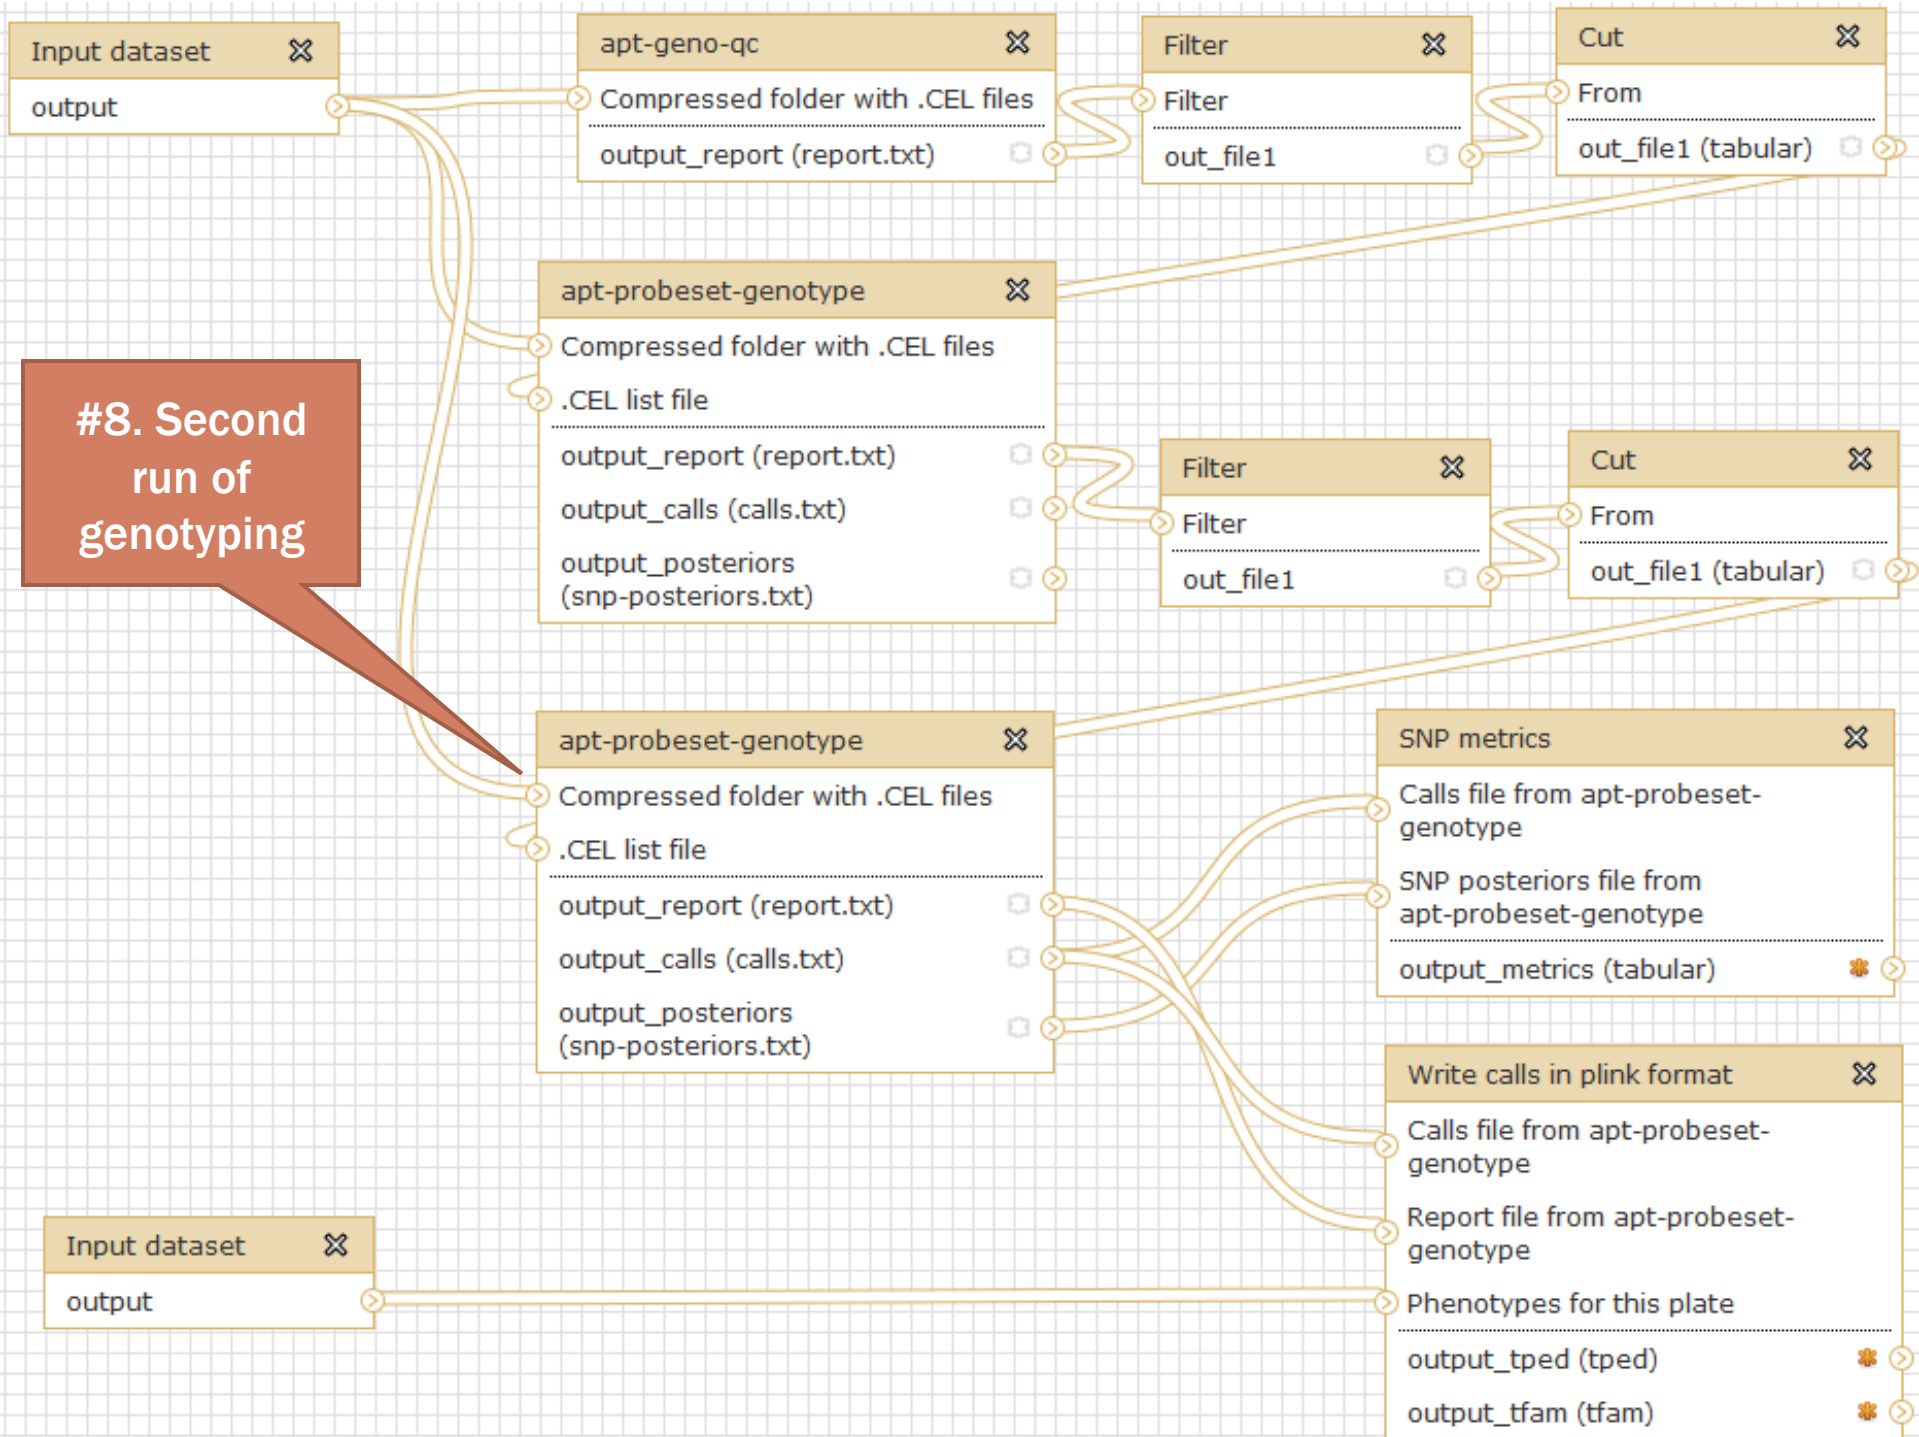 Input dataset
output
apt-geno-qc
Compressed folder with .CEL files
output_report (report.txt)
Filter
Filter
out_file1
Cut
From
out_file1 (tabular)
apt-probeset-genotype
Compressed folder with .CEL files
.CEL list file
output_report (report.txt)
output_calls (calls.txt)
output_posteriors
(snp-posteriors.txt)
#8. Second
run of
genotyping
Filter
Filter
out_file1
Cut
From
out_file1 (tabular)
apt-probeset-genotype
Compressed folder with .CEL files
.CEL list file
output_report (report.txt)
output_calls (calls.txt)
output_posteriors
(snp-posteriors.txt)
SNP metrics
Calls file from apt-probeset-
genotype
SNP posteriors file from
apt-probeset-genotype
output_metrics (tabular)
Write calls in plink format
Calls file from apt-probeset-
genotype
Report file from apt-probeset-
genotype
Phenotypes for this plate
output_tped (tped)
output_tfam (tfam)
Input dataset
output